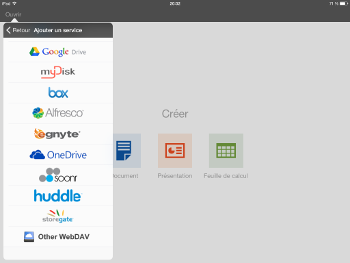 iPad 20:32 11 %
Ouvrir
Retour Ajouter un service
Google Drive
myDisk
box
Alfresco
egnyte
OneDrive
soonr
huddle
storegate
Other WebDAV
Créer
Document Présentation Feuille de calcul